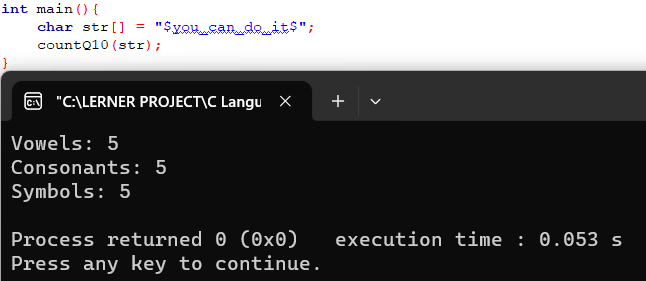 int main(){
    char str[] = "$you_can_do_it$";
    countQ10(str);
}
"C:\LERNER PROJECT\C Langu
Vowels: 5
Consonants: 5
Symbols: 5
Process returned 0 (0x0)   execution time : 0.053 s
Press any key to continue.